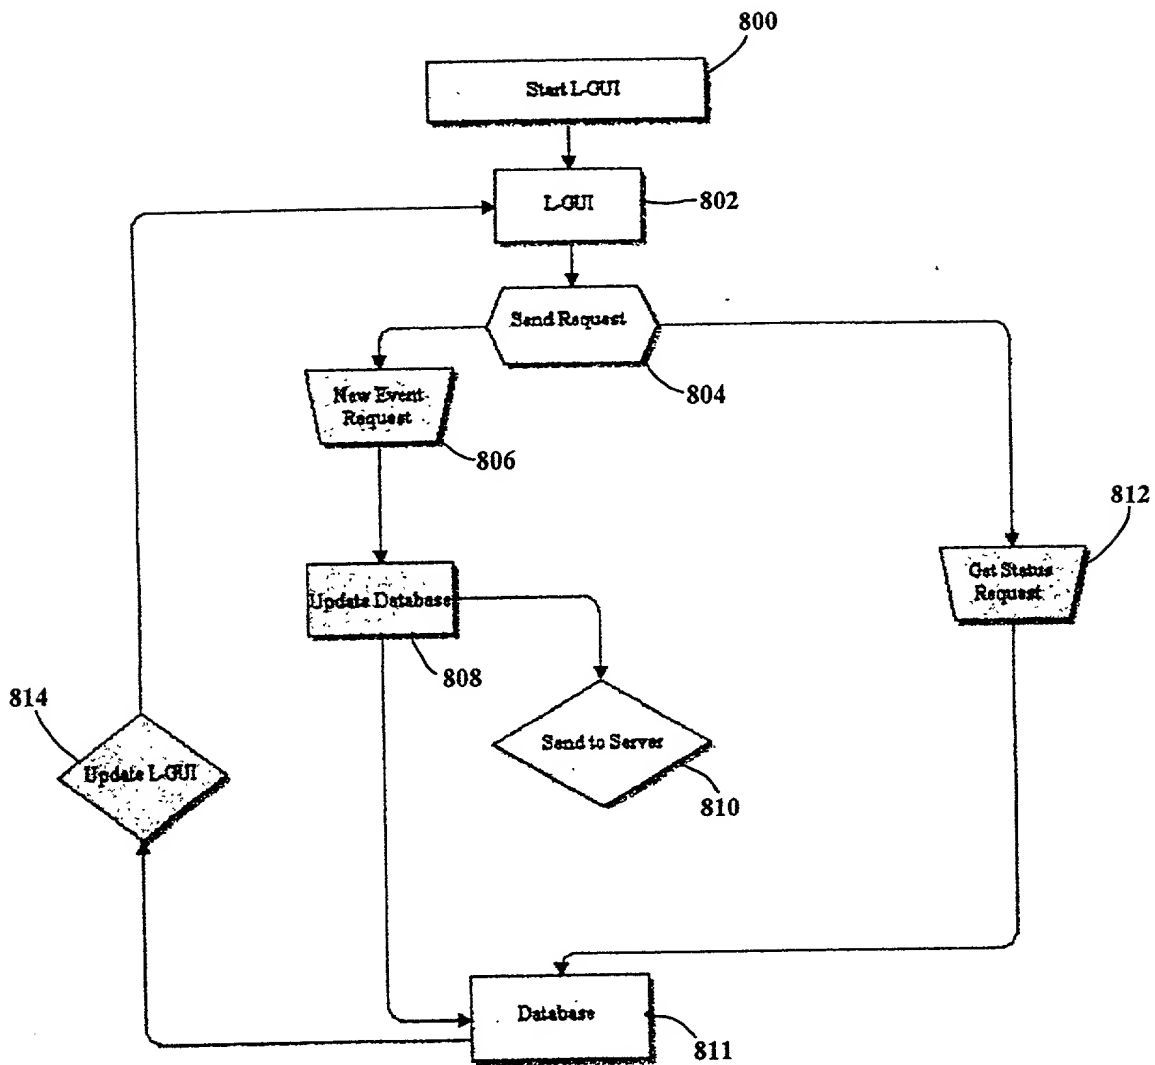 800
Start L-GUI
L-GUI
802
Send Request
804
New Event
Request
806
812
Get Status
Request
Update Database
808
814
Update L-GUI
Send to Server
810
Database
811